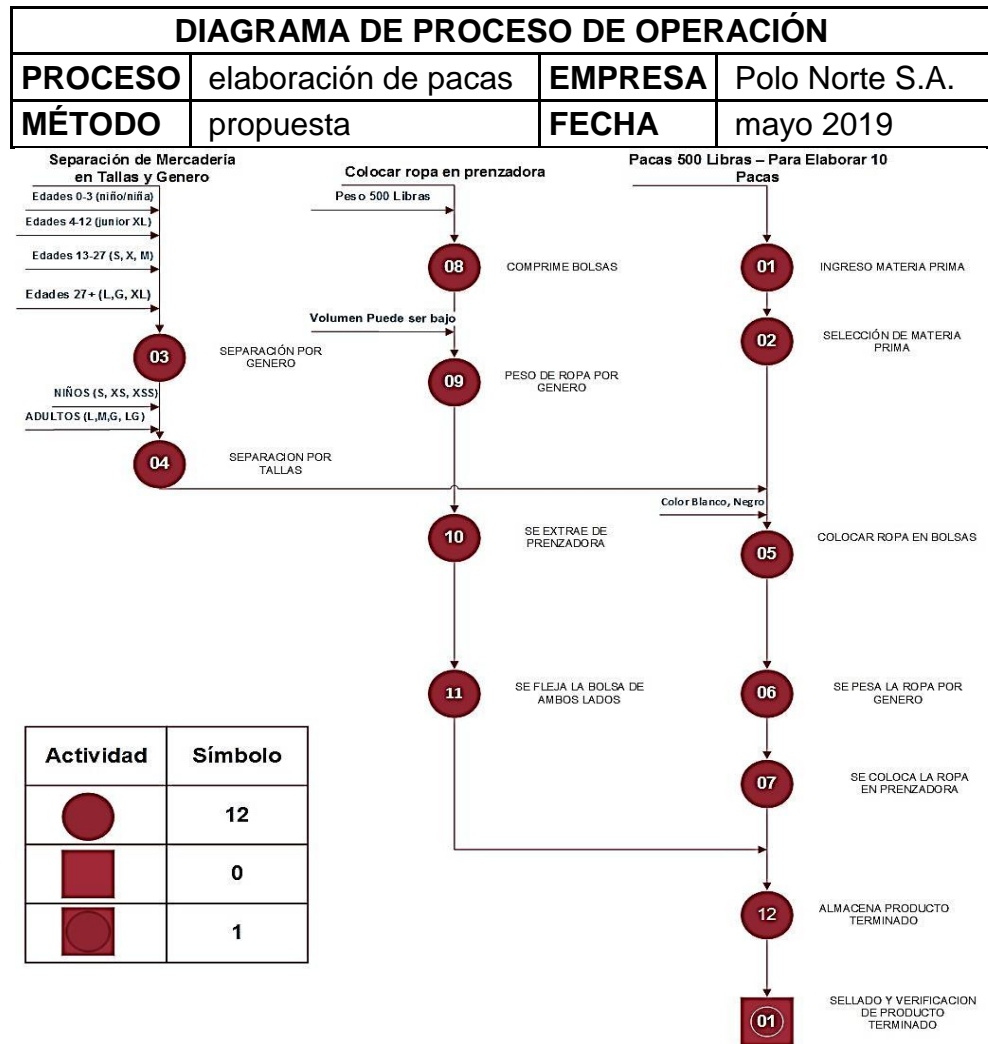 DIAGRAMA DE PROCESO DE OPERACIÓN
PROCESO elaboración de pacas EMPRESA Polo Norte S.A.
MÉTODO propuesta FECHA mayo 2019
Separación de Mercadería
en Tallas y Genero
Edades 0-3 (niño/niña)
Edades 4-12 (junior XL)
Edades 13-27 (S, X, M)
Edades 27+ (L,G, XL)
03
SEPARACIÓN POR
GENERO
NIÑOS (S, XS, XSS)
ADULTOS (L,M,G, LG)
04
SEPARACION POR
TALLAS
Colocar ropa en prenzadora
Peso 500 Libras
08
COMPRIME BOLSAS
Volumen Puede ser bajo
09
PESO DE ROPA POR
GENERO
10
SE EXTRAE DE
PRENZADORA
11
SE FLEJA LA BOLSA DE
AMBOS LADOS
Pacas 500 Libras – Para Elaborar 10
Pacas
01
INGRESO MATERIA PRIMA
02
SELECCIÓN DE MATERIA
PRIMA
Color Blanco, Negro
05
COLOCAR ROPA EN BOLSAS
06
SE PESA LA ROPA POR
GENERO
07
SE COLOCA LA ROPA
EN PRENZADORA
12
ALMACENA PRODUCTO
TERMINADO
01
SELLADO Y VERIFICACION
DE PRODUCTO
TERMINADO
Actividad Símbolo
12
0
1